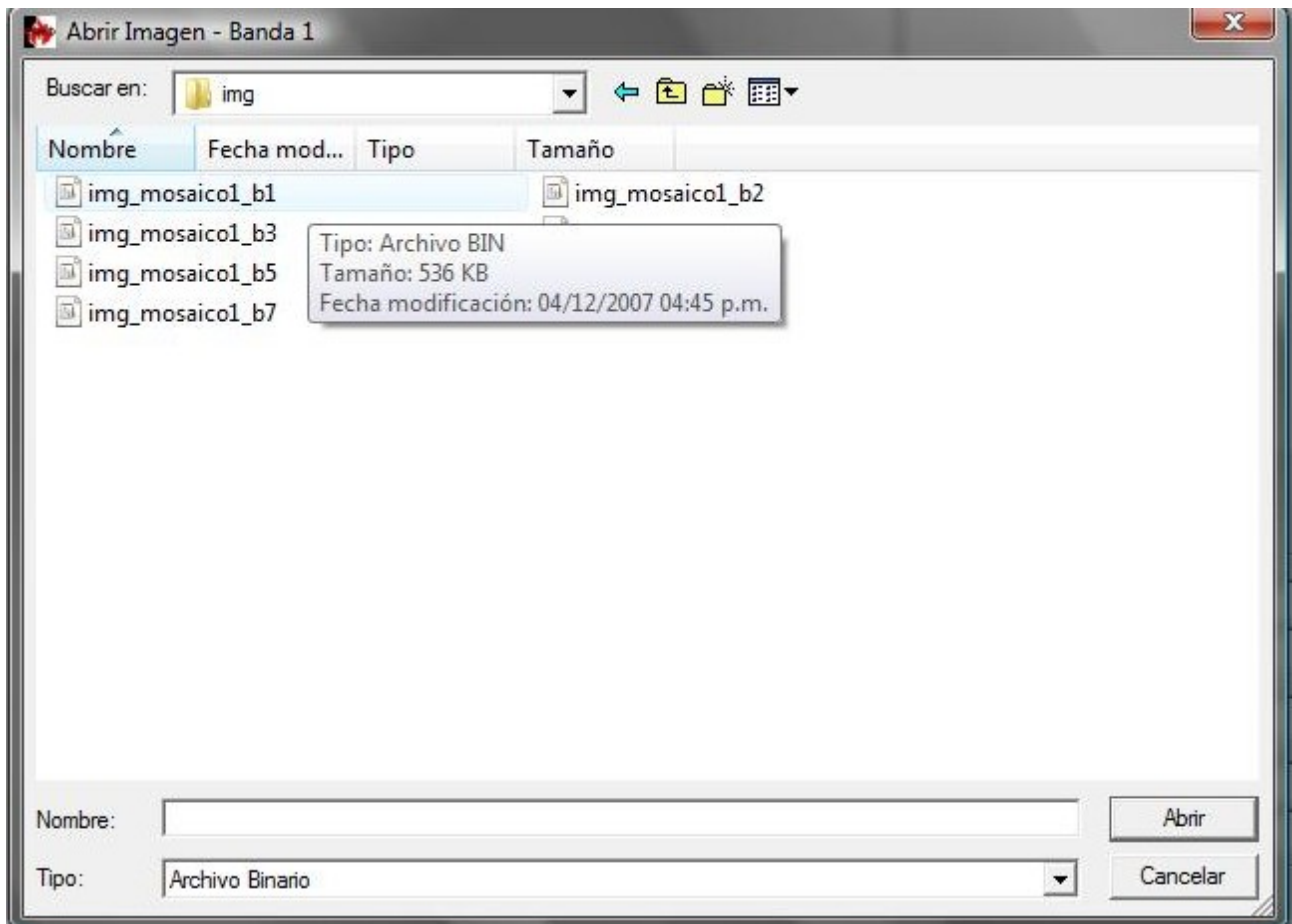 Abrir Imagen - Banda 1
Buscar en: img
Nombre Fecha mod... Tipo Tamaño
img_mosaico1_b1 img_mosaico1_b2
img_mosaico1_b3
img_mosaico1_b5
img_mosaico1_b7
Tipo: Archivo BIN
Tamaño: 536 KB
Fecha modificación: 04/12/2007 04:45 p.m.
Nombre: Abrir
Tipo: Archivo Binario Cancelar